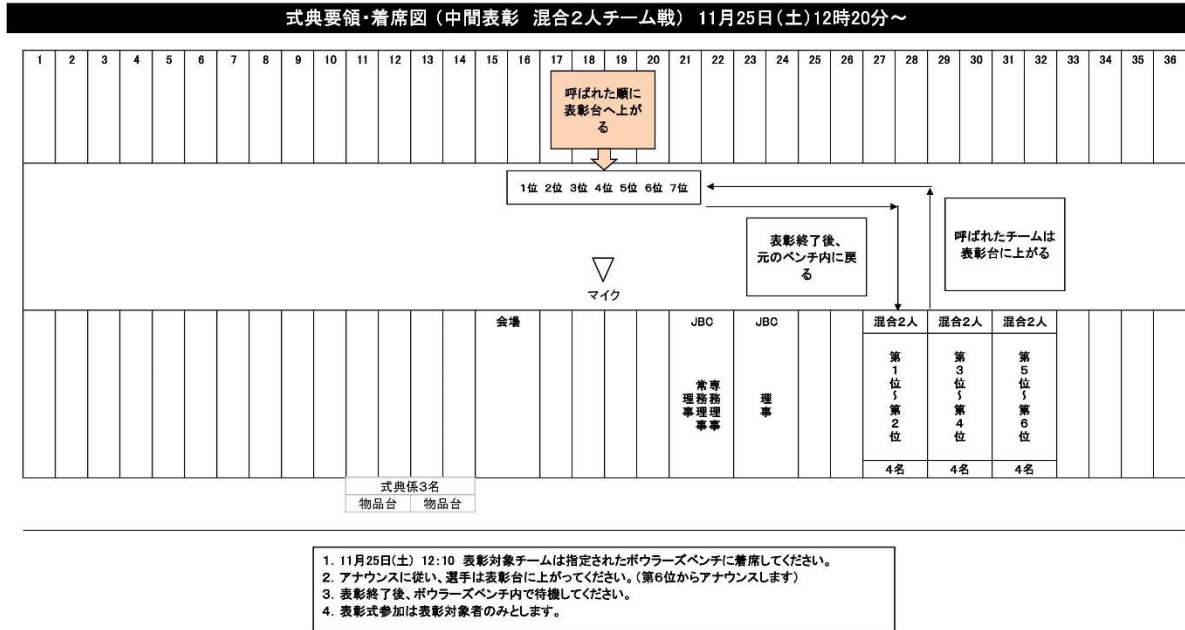 式典要領・着席図（中間表彰　混合２人チーム戦）　11月25日(土)12時20分～
1 2 3 4 5 6 7 8 9 10 11 12 13 14 15 16 17 18 19 20 21 22 23 24 25 26 27 28 29 30 31 32 33 34 35 36
呼ばれた順に
表彰台へ上が
る
1位 2位 3位 4位 5位 6位 7位
表彰終了後、
元のベンチ内に戻
る
呼ばれたチームは
表彰台に上がる
マイク
会場
JBC
専務理事
常務理事
理事
JBC
理事
混合2人
第1位～第2位
4名
混合2人
第3位～第4位
4名
混合2人
第5位～第6位
4名
式典係3名
物品台 物品台
1. 11月25日(土) 12:10 表彰対象チームは指定されたボウラーズベンチに着席してください。
2. アナウンスに従い、選手は表彰台に上がってください。(第6位からアナウンスします)
3. 表彰終了後、ボウラーズベンチ内で待機してください。
4. 表彰式参加は表彰対象者のみとします。